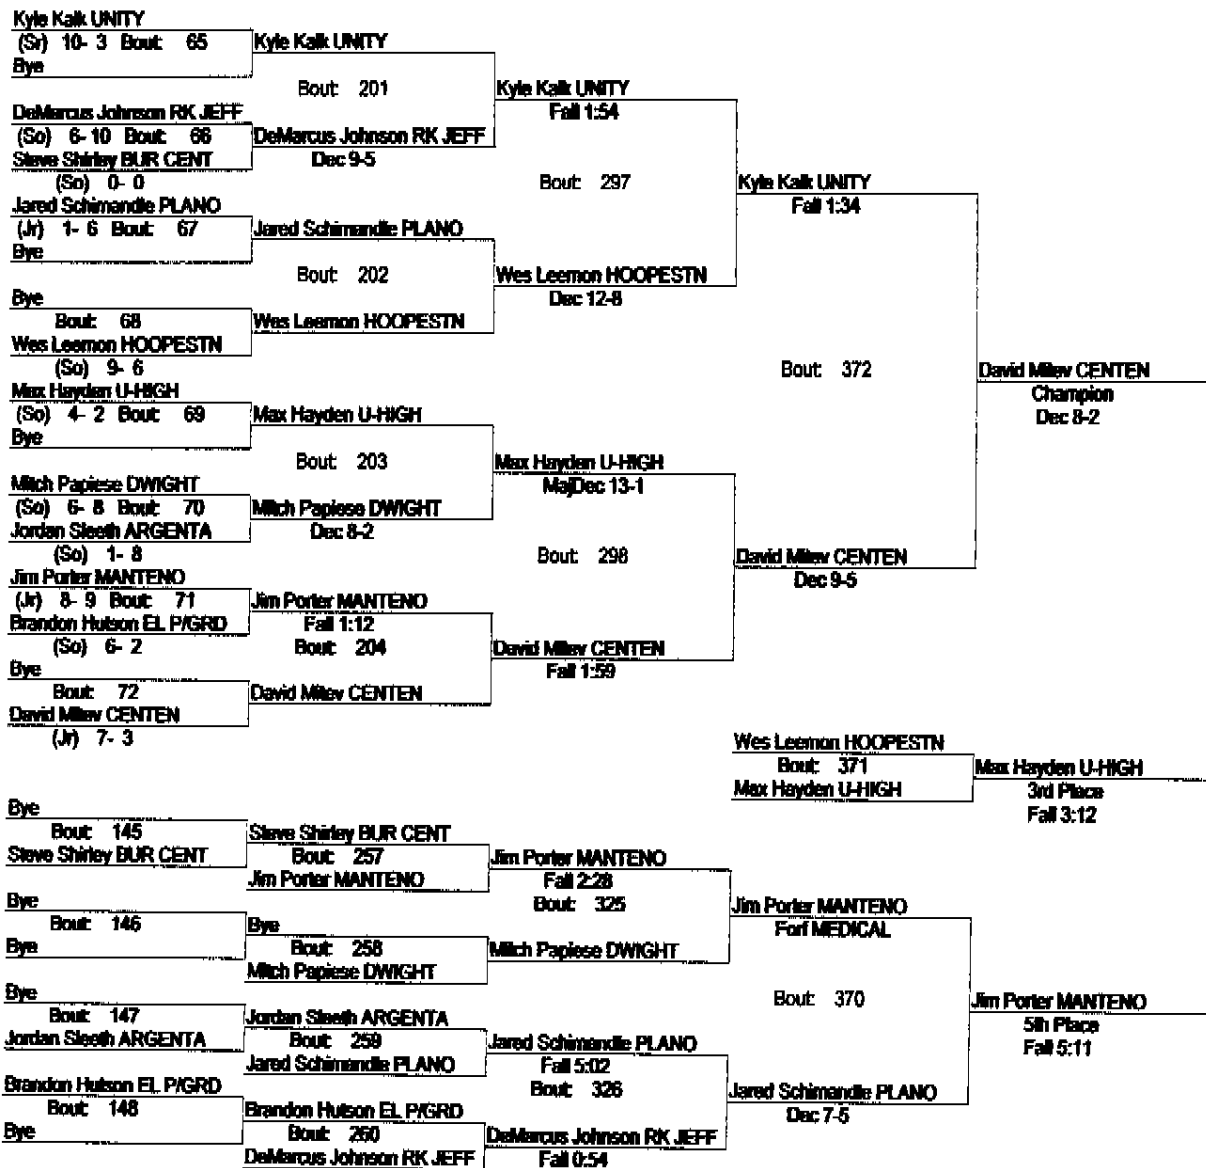 Kyle Kalk UNITY
(Sr) 10- 3 Bout: 65
Bye
Kyle Kalk UNITY
Bout: 201
DeMarcus Johnson RK JEFF
(So) 6- 10 Bout: 66
Steve Shirley BUR CENT
(So) 0- 0
DeMarcus Johnson RK JEFF
Dec 9-5
Kyle Kalk UNITY
Fall 1:54
Bout: 297
Jared Schimandle PLANO
(Jr) 1- 6 Bout: 67
Bye
Jared Schimandle PLANO
Bout: 202
Bye
Bout: 68
Wes Leemon HOOPESTN
(So) 9- 6
Wes Leemon HOOPESTN
Wes Leemon HOOPESTN
Dec 12-8
Kyle Kalk UNITY
Fall 1:34
Bout: 372
Max Hayden U-HIGH
(So) 4- 2 Bout: 69
Bye
Max Hayden U-HIGH
Bout: 203
Mitch Papiese DWIGHT
(So) 6- 8 Bout: 70
Jordan Sleeth ARGENTA
(So) 1- 8
Mitch Papiese DWIGHT
Dec 8-2
Max Hayden U-HIGH
MajDec 13-1
Bout: 298
Jim Porter MANTENO
(Jr) 8- 9 Bout: 71
Brandon Hutson EL P/GRD
(So) 6- 2
Jim Porter MANTENO
Fall 1:12
Bout: 204
Bye
Bout: 72
David Mitev CENTEN
(Jr) 7- 3
David Mitev CENTEN
David Mitev CENTEN
Fall 1:59
David Mitev CENTEN
Dec 9-5
David Mitev CENTEN
Champion
Dec 8-2
Wes Leemon HOOPESTN
Bout: 371
Max Hayden U-HIGH
Max Hayden U-HIGH
3rd Place
Fall 3:12
Bye
Bout: 145
Steve Shirley BUR CENT
Steve Shirley BUR CENT
Bout: 257
Jim Porter MANTENO
Jim Porter MANTENO
Fall 2:28
Bout: 325
Bye
Bout: 146
Bye
Bye
Bout: 258
Mitch Papiese DWIGHT
Mitch Papiese DWIGHT
Jim Porter MANTENO
Forf MEDICAL
Bout: 370
Bye
Bout: 147
Jordan Sleeth ARGENTA
Jordan Sleeth ARGENTA
Bout: 259
Jared Schimandle PLANO
Jared Schimandle PLANO
Fall 5:02
Bout: 326
Brandon Hutson EL P/GRD
Bout: 148
Bye
Brandon Hutson EL P/GRD
Bout: 260
DeMarcus Johnson RK JEFF
DeMarcus Johnson RK JEFF
Fall 0:54
Jared Schimandle PLANO
Dec 7-5
Jim Porter MANTENO
5th Place
Fall 5:11